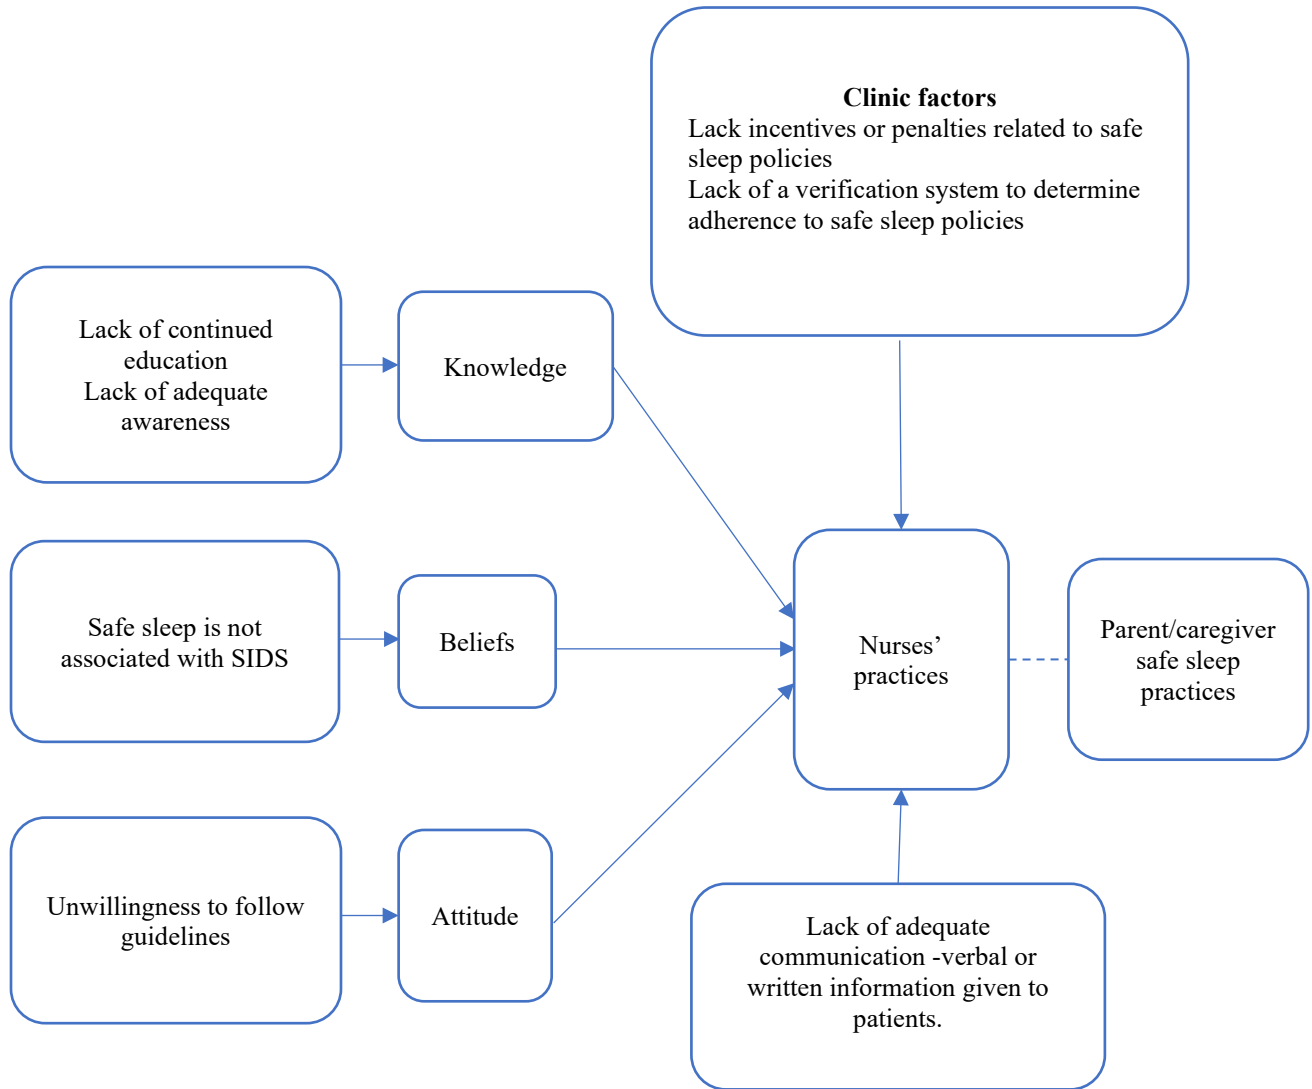 Clinic factors
Lack incentives or penalties related to safe
sleep policies
Lack of a verification system to determine
adherence to safe sleep policies
Lack of continued
education
Lack of adequate
awareness
Knowledge
Safe sleep is not
associated with SIDS
Beliefs
Nurses’
practices
Parent/caregiver
safe sleep
practices
Unwillingness to follow
guidelines
Attitude
Lack of adequate
communication -verbal or
written information given to
patients.